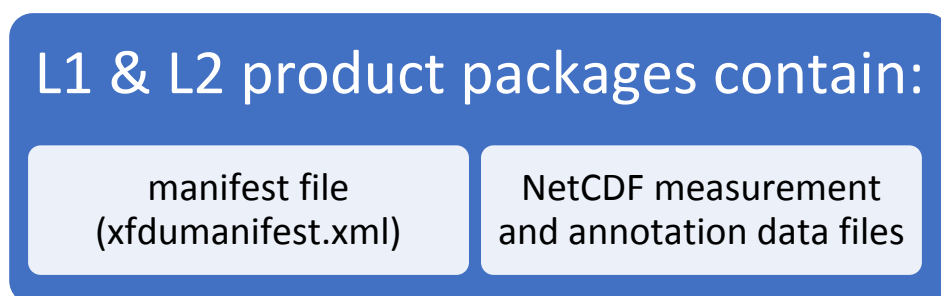 L1 & L2 product packages contain:
manifest file
(xfdumanifest.xml)
NetCDF measurement
and annotation data files